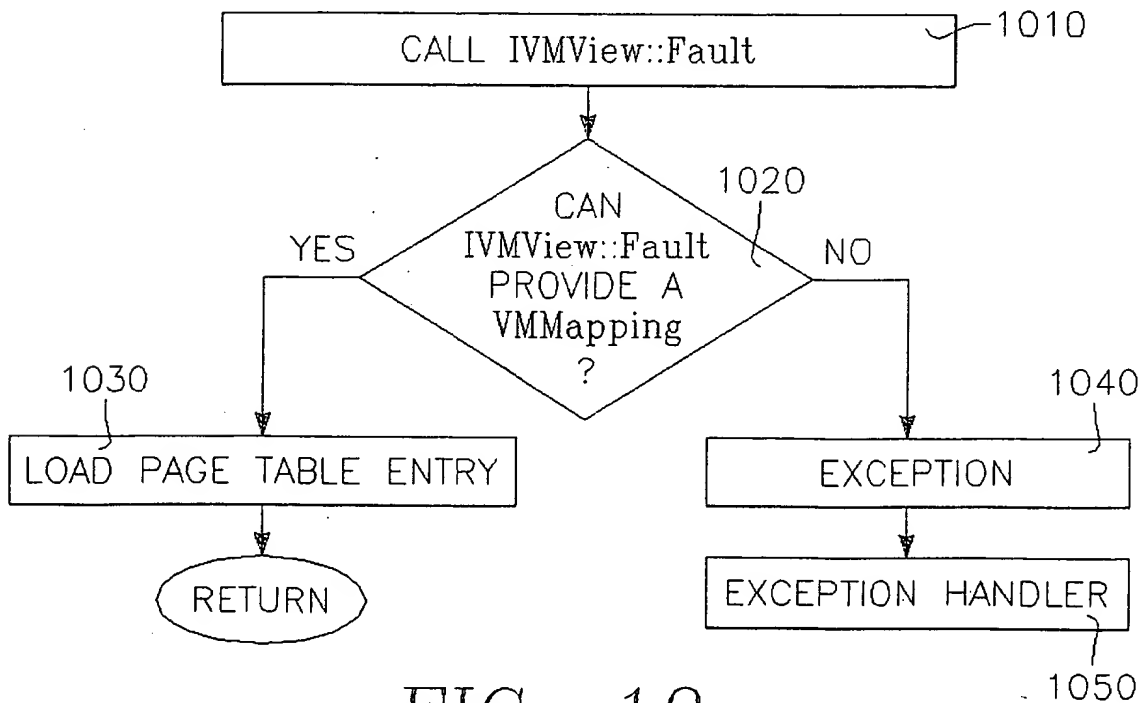 1010
CALL IVMView::Fault
1020
CAN
IVMView::Fault
PROVIDE A
VMMapping
?
YES
NO
1030
LOAD PAGE TABLE ENTRY
RETURN
1040
EXCEPTION
EXCEPTION HANDLER
1050